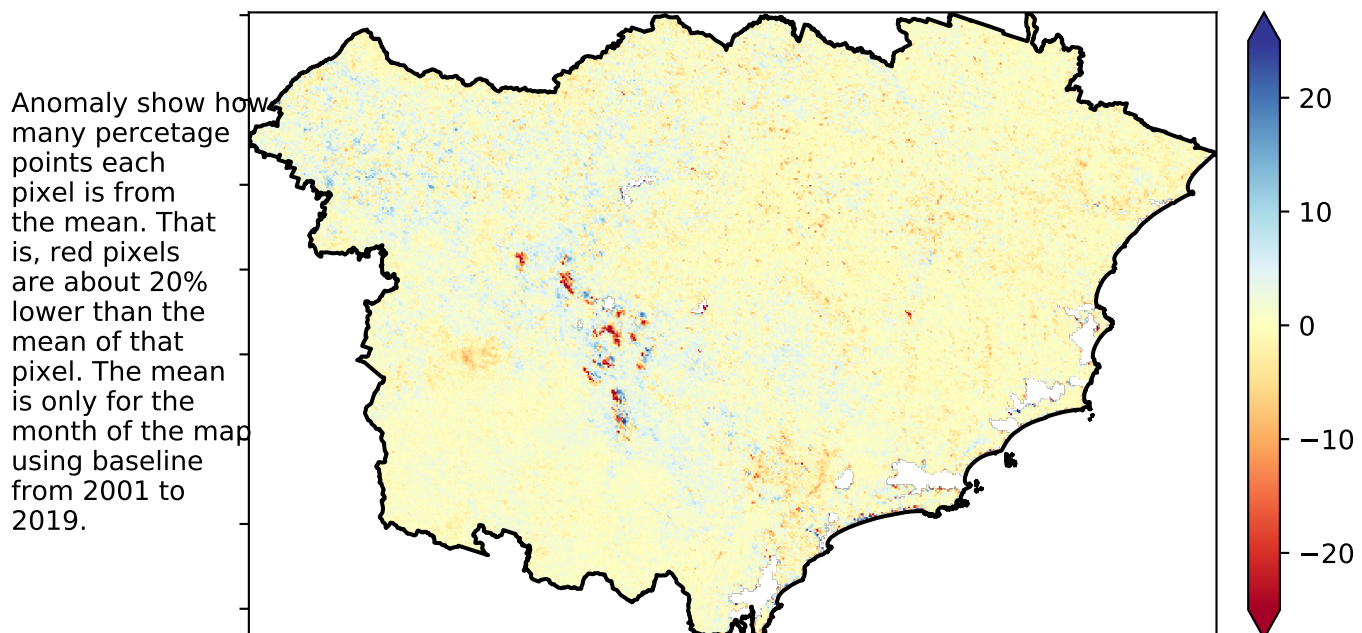 Anomaly show how
many percetage
points each
pixel is from
the mean. That
is, red pixels
are about 20%
lower than the
mean of that
pixel. The mean
is only for the
month of the map
using baseline
from 2001 to
2019.
20
10
0
−10
−20